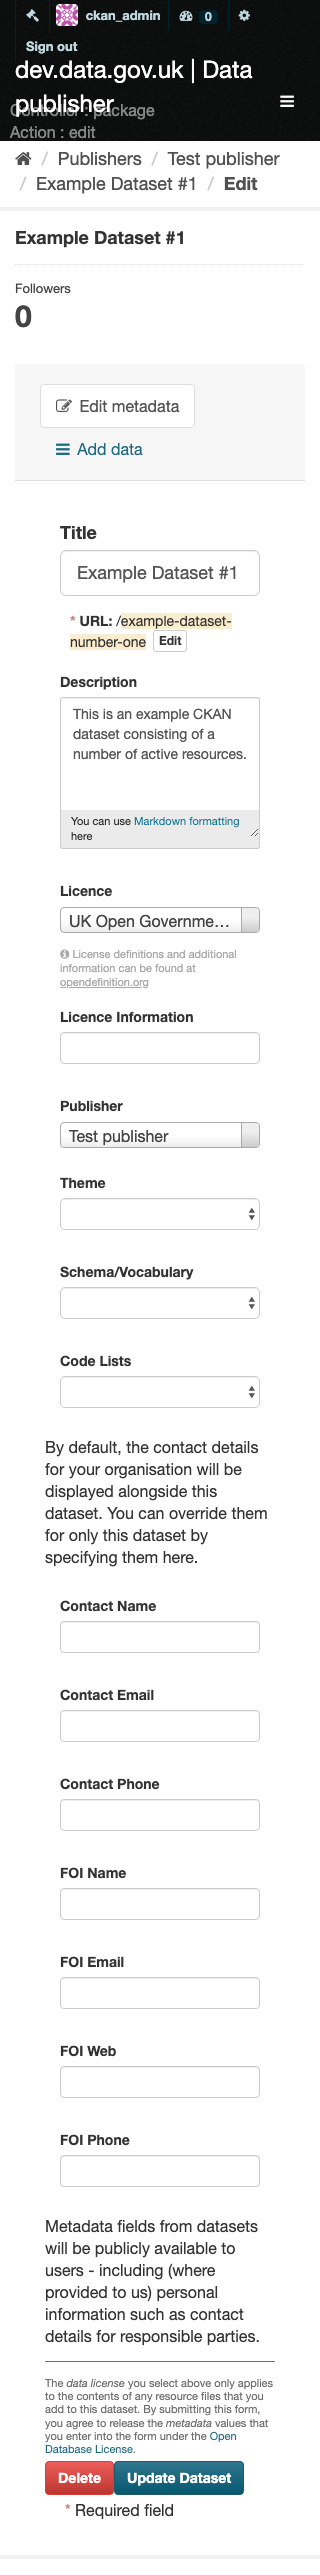 ckan_admin 0
Sign out
dev.data.gov.uk | Data
publisher
Controller : package
Action : edit
/ Publishers / Test publisher
/ Example Dataset #1 / Edit
Example Dataset #1
Followers
0
Edit metadata
Add data
Title
Example Dataset #1
* URL: /example-dataset-
number-one Edit
Description
This is an example CKAN
dataset consisting of a
number of active resources.
You can use Markdown formatting
here
Licence
UK Open Governme...
License definitions and additional
information can be found at
opendefinition.org
Licence Information
Publisher
Test publisher
Theme
Schema/Vocabulary
Code Lists
By default, the contact details
for your organisation will be
displayed alongside this
dataset. You can override them
for only this dataset by
specifying them here.
Contact Name
Contact Email
Contact Phone
FOI Name
FOI Email
FOI Web
FOI Phone
Metadata fields from datasets
will be publicly available to
users - including (where
provided to us) personal
information such as contact
details for responsible parties.
The data license you select above only applies
to the contents of any resource files that you
add to this dataset. By submitting this form,
you agree to release the metadata values that
you enter into the form under the Open
Database License.
Delete Update Dataset
* Required field